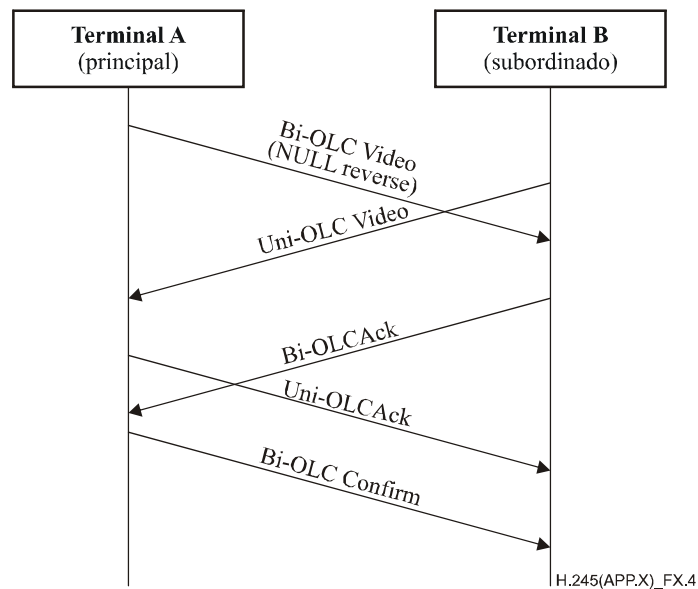 Terminal A
(principal)
Terminal B
(subordinado)
Bi-OLC Video
(NULL reverse)
Uni-OLC Video
Bi-OLCAck
Uni-OLCAck
Bi-OLC Confirm
H.245(APP.X)_FX.4